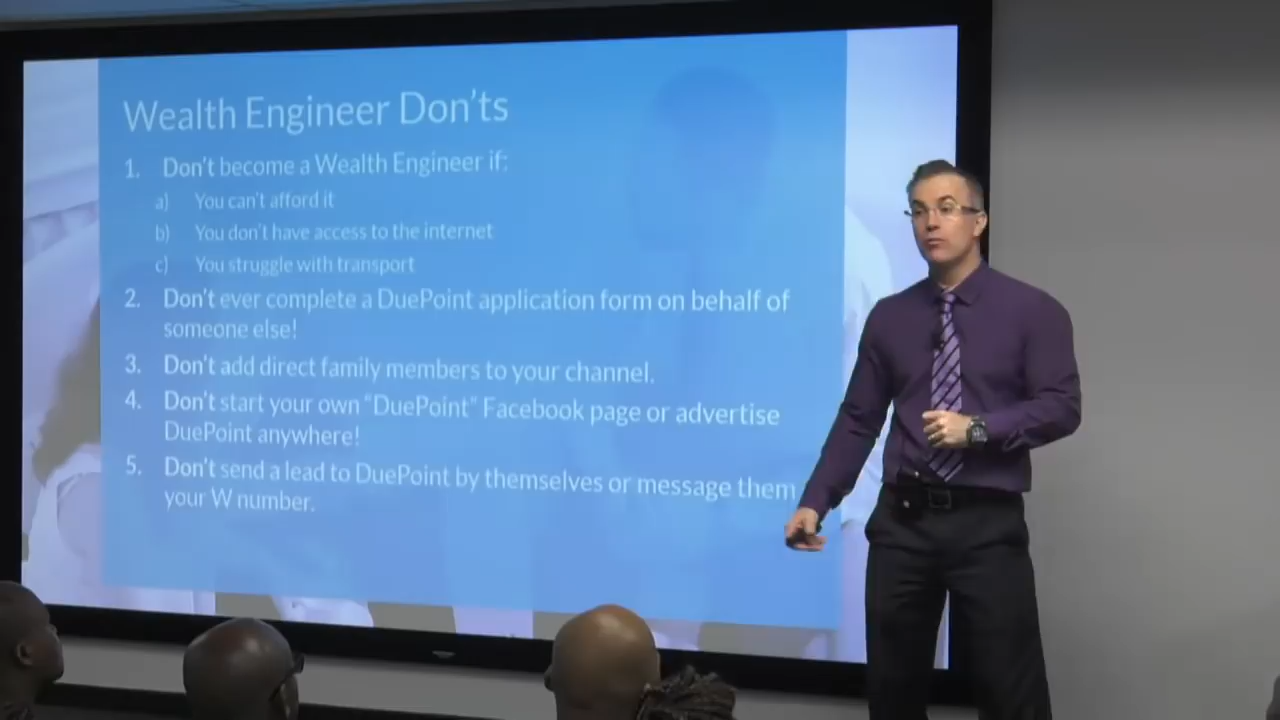 Wealth Engineer Don'ts
1. Don't become a Wealth Engineer if:
a) You can't afford it
b) You don't have access to the internet
c) You struggle with transport
2. Don't ever complete a DuePoint application form on behalf of
someone else!
3. Don't add direct family members to your channel.
4. Don't start your own "DuePoint" Facebook page or advertise
DuePoint anywhere!
5. Don't send a lead to DuePoint by themselves or message them
your W number.